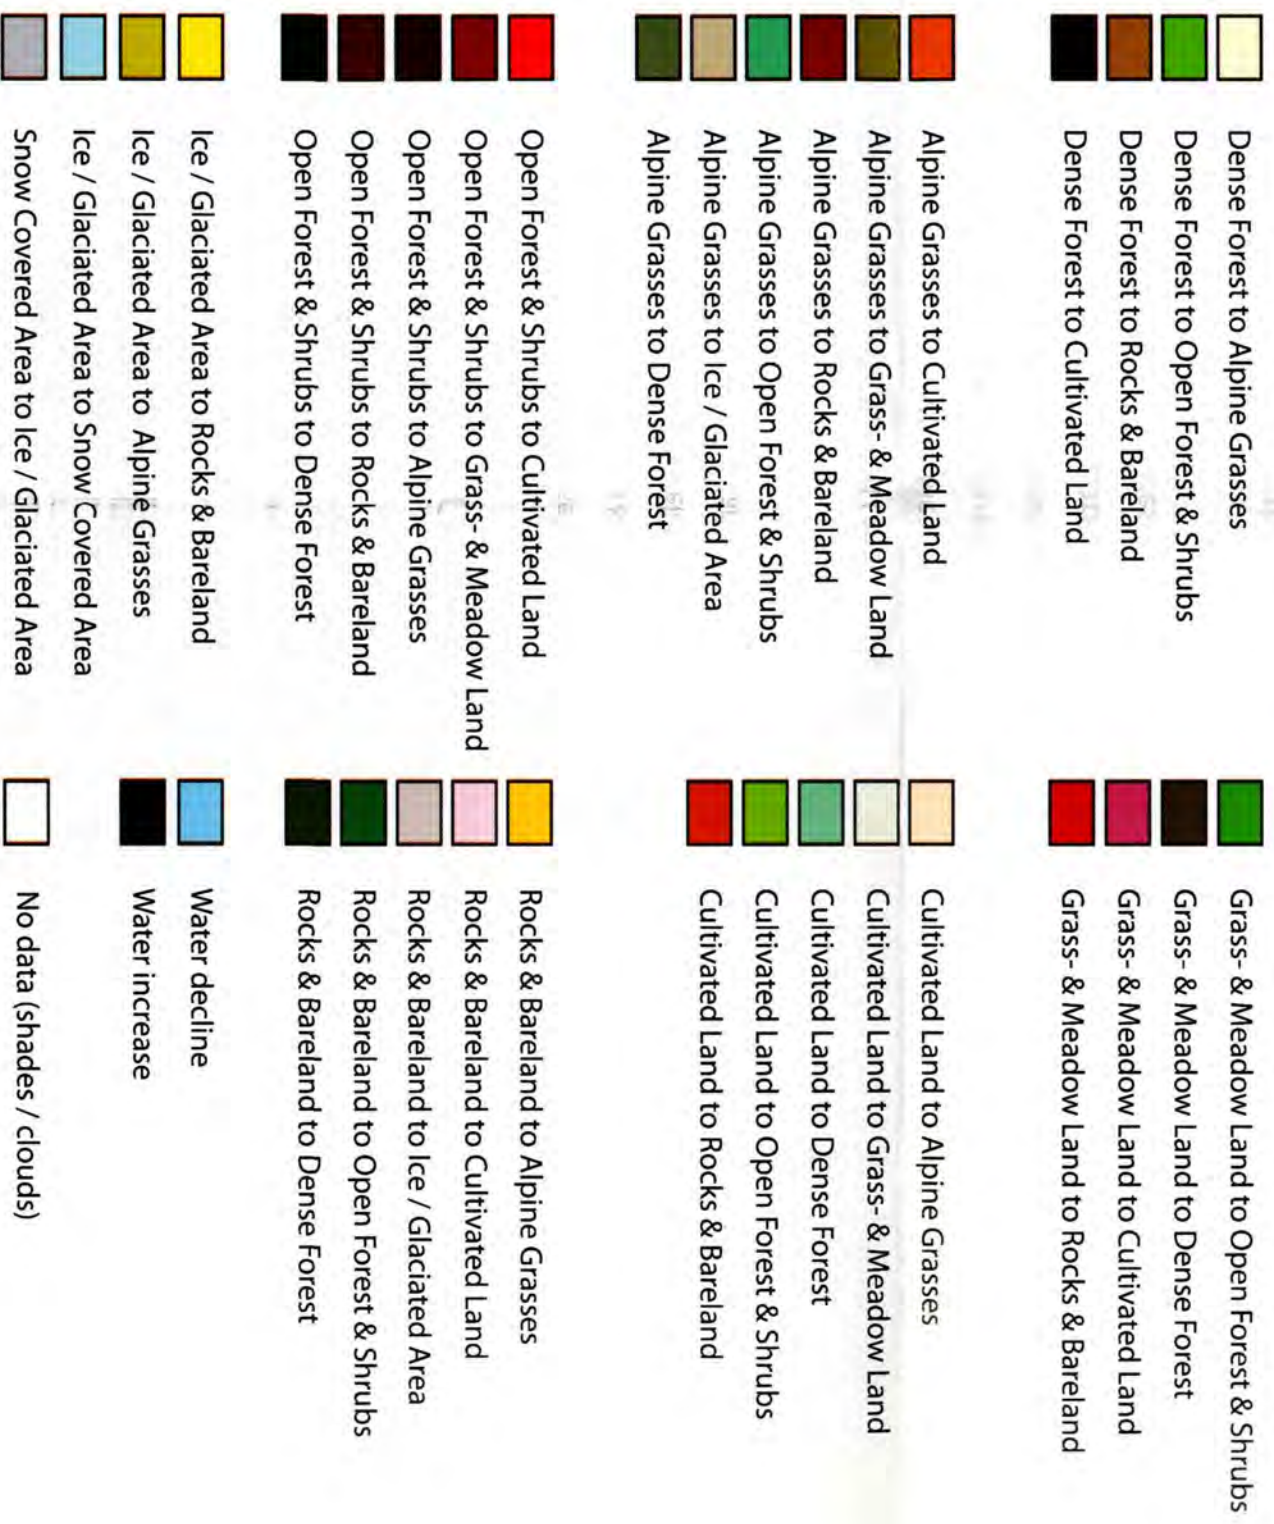 Dense Forest to Alpine Grasses
Dense Forest to Open Forest & Shrubs
Dense Forest to Rocks & Bareland
Dense Forest to Cultivated Land
Alpine Grasses to Cultivated Land
Alpine Grasses to Grass- & Meadow Land
Alpine Grasses to Rocks & Bareland
Alpine Grasses to Open Forest & Shrubs
Alpine Grasses to Ice / Glaciated Area
Alpine Grasses to Dense Forest
Open Forest & Shrubs to Cultivated Land
Open Forest & Shrubs to Grass- & Meadow Land
Open Forest & Shrubs to Alpine Grasses
Open Forest & Shrubs to Rocks & Bareland
Open Forest & Shrubs to Dense Forest
Ice / Glaciated Area to Rocks & Bareland
Ice / Glaciated Area to Alpine Grasses
Ice / Glaciated Area to Snow Covered Area
Snow Covered Area to Ice / Glaciated Area
Grass- & Meadow Land to Open Forest & Shrubs
Grass- & Meadow Land to Dense Forest
Grass- & Meadow Land to Cultivated Land
Grass- & Meadow Land to Rocks & Bareland
Cultivated Land to Alpine Grasses
Cultivated Land to Grass- & Meadow Land
Cultivated Land to Dense Forest
Cultivated Land to Open Forest & Shrubs
Cultivated Land to Rocks & Bareland
Rocks & Bareland to Alpine Grasses
Rocks & Bareland to Cultivated Land
Rocks & Bareland to Ice / Glaciated Area
Rocks & Bareland to Open Forest & Shrubs
Rocks & Bareland to Dense Forest
Water decline
Water increase
No data (shades / clouds)